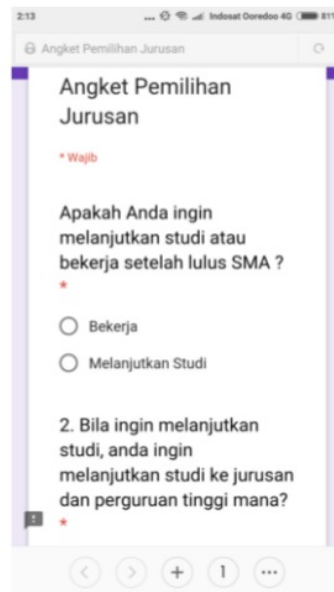 2:13 ... Indosat Ooredoo 4G 81%
Angket Pemilihan Jurusan
Angket Pemilihan
Jurusan
* Wajib
Apakah Anda ingin
melanjutkan studi atau
bekerja setelah lulus SMA ?
*
Bekerja
Melanjutkan Studi
2. Bila ingin melanjutkan
studi, anda ingin
melanjutkan studi ke jurusan
dan perguruan tinggi mana?
*
1